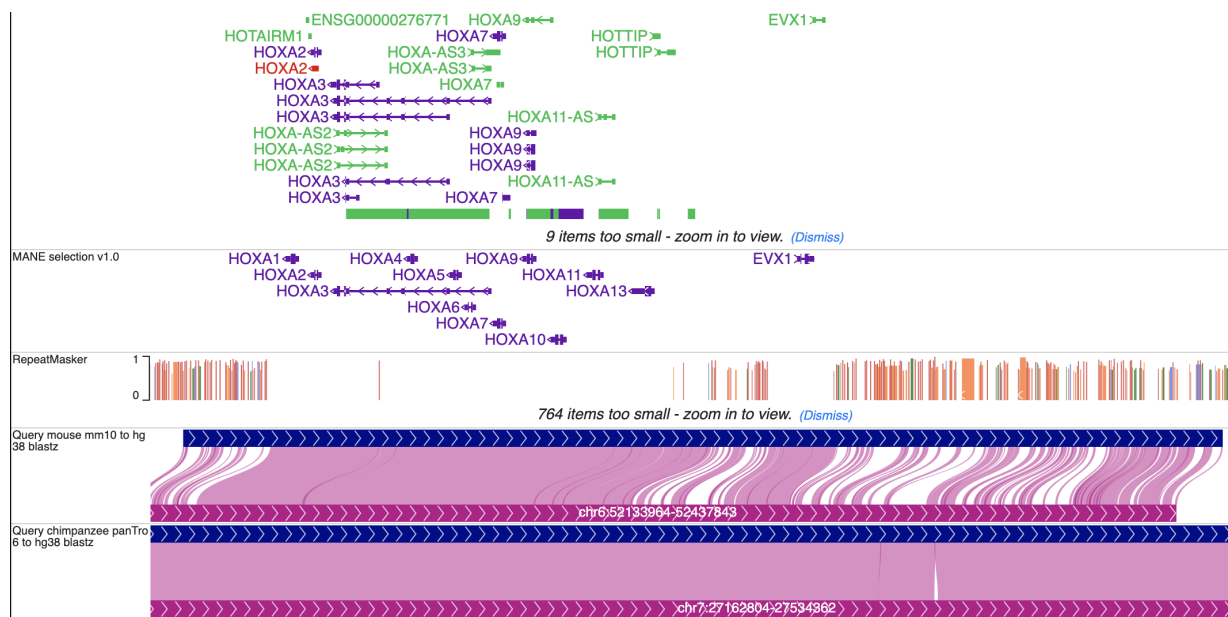 ENSG00000276771 HOXA9 EVX1
HOTAIRM1 HOXA7 HOTTIP
HOXA2 HOXA-AS3 HOTTIP
HOXA2 HOXA-AS3
HOXA3 HOXA7
HOXA3
HOXA3 HOXA11-AS
HOXA-AS2 HOXA9
HOXA-AS2 HOXA9
HOXA-AS2 HOXA9
HOXA3 HOXA11-AS
HOXA3 HOXA7
9 items too small - zoom in to view. (Dismiss)
MANE selection v1.0
HOXA1 HOXA4 HOXA9 EVX1
HOXA2 HOXA5 HOXA11
HOXA3 HOXA13
HOXA6
HOXA7
HOXA10
RepeatMasker 1
0
764 items too small - zoom in to view. (Dismiss)
Query mouse mm10 to hg
38 blastz
chr6:52133964-52437843
Query chimpanzee panTro
6 to hg38 blastz
chr7:27162804-27534362